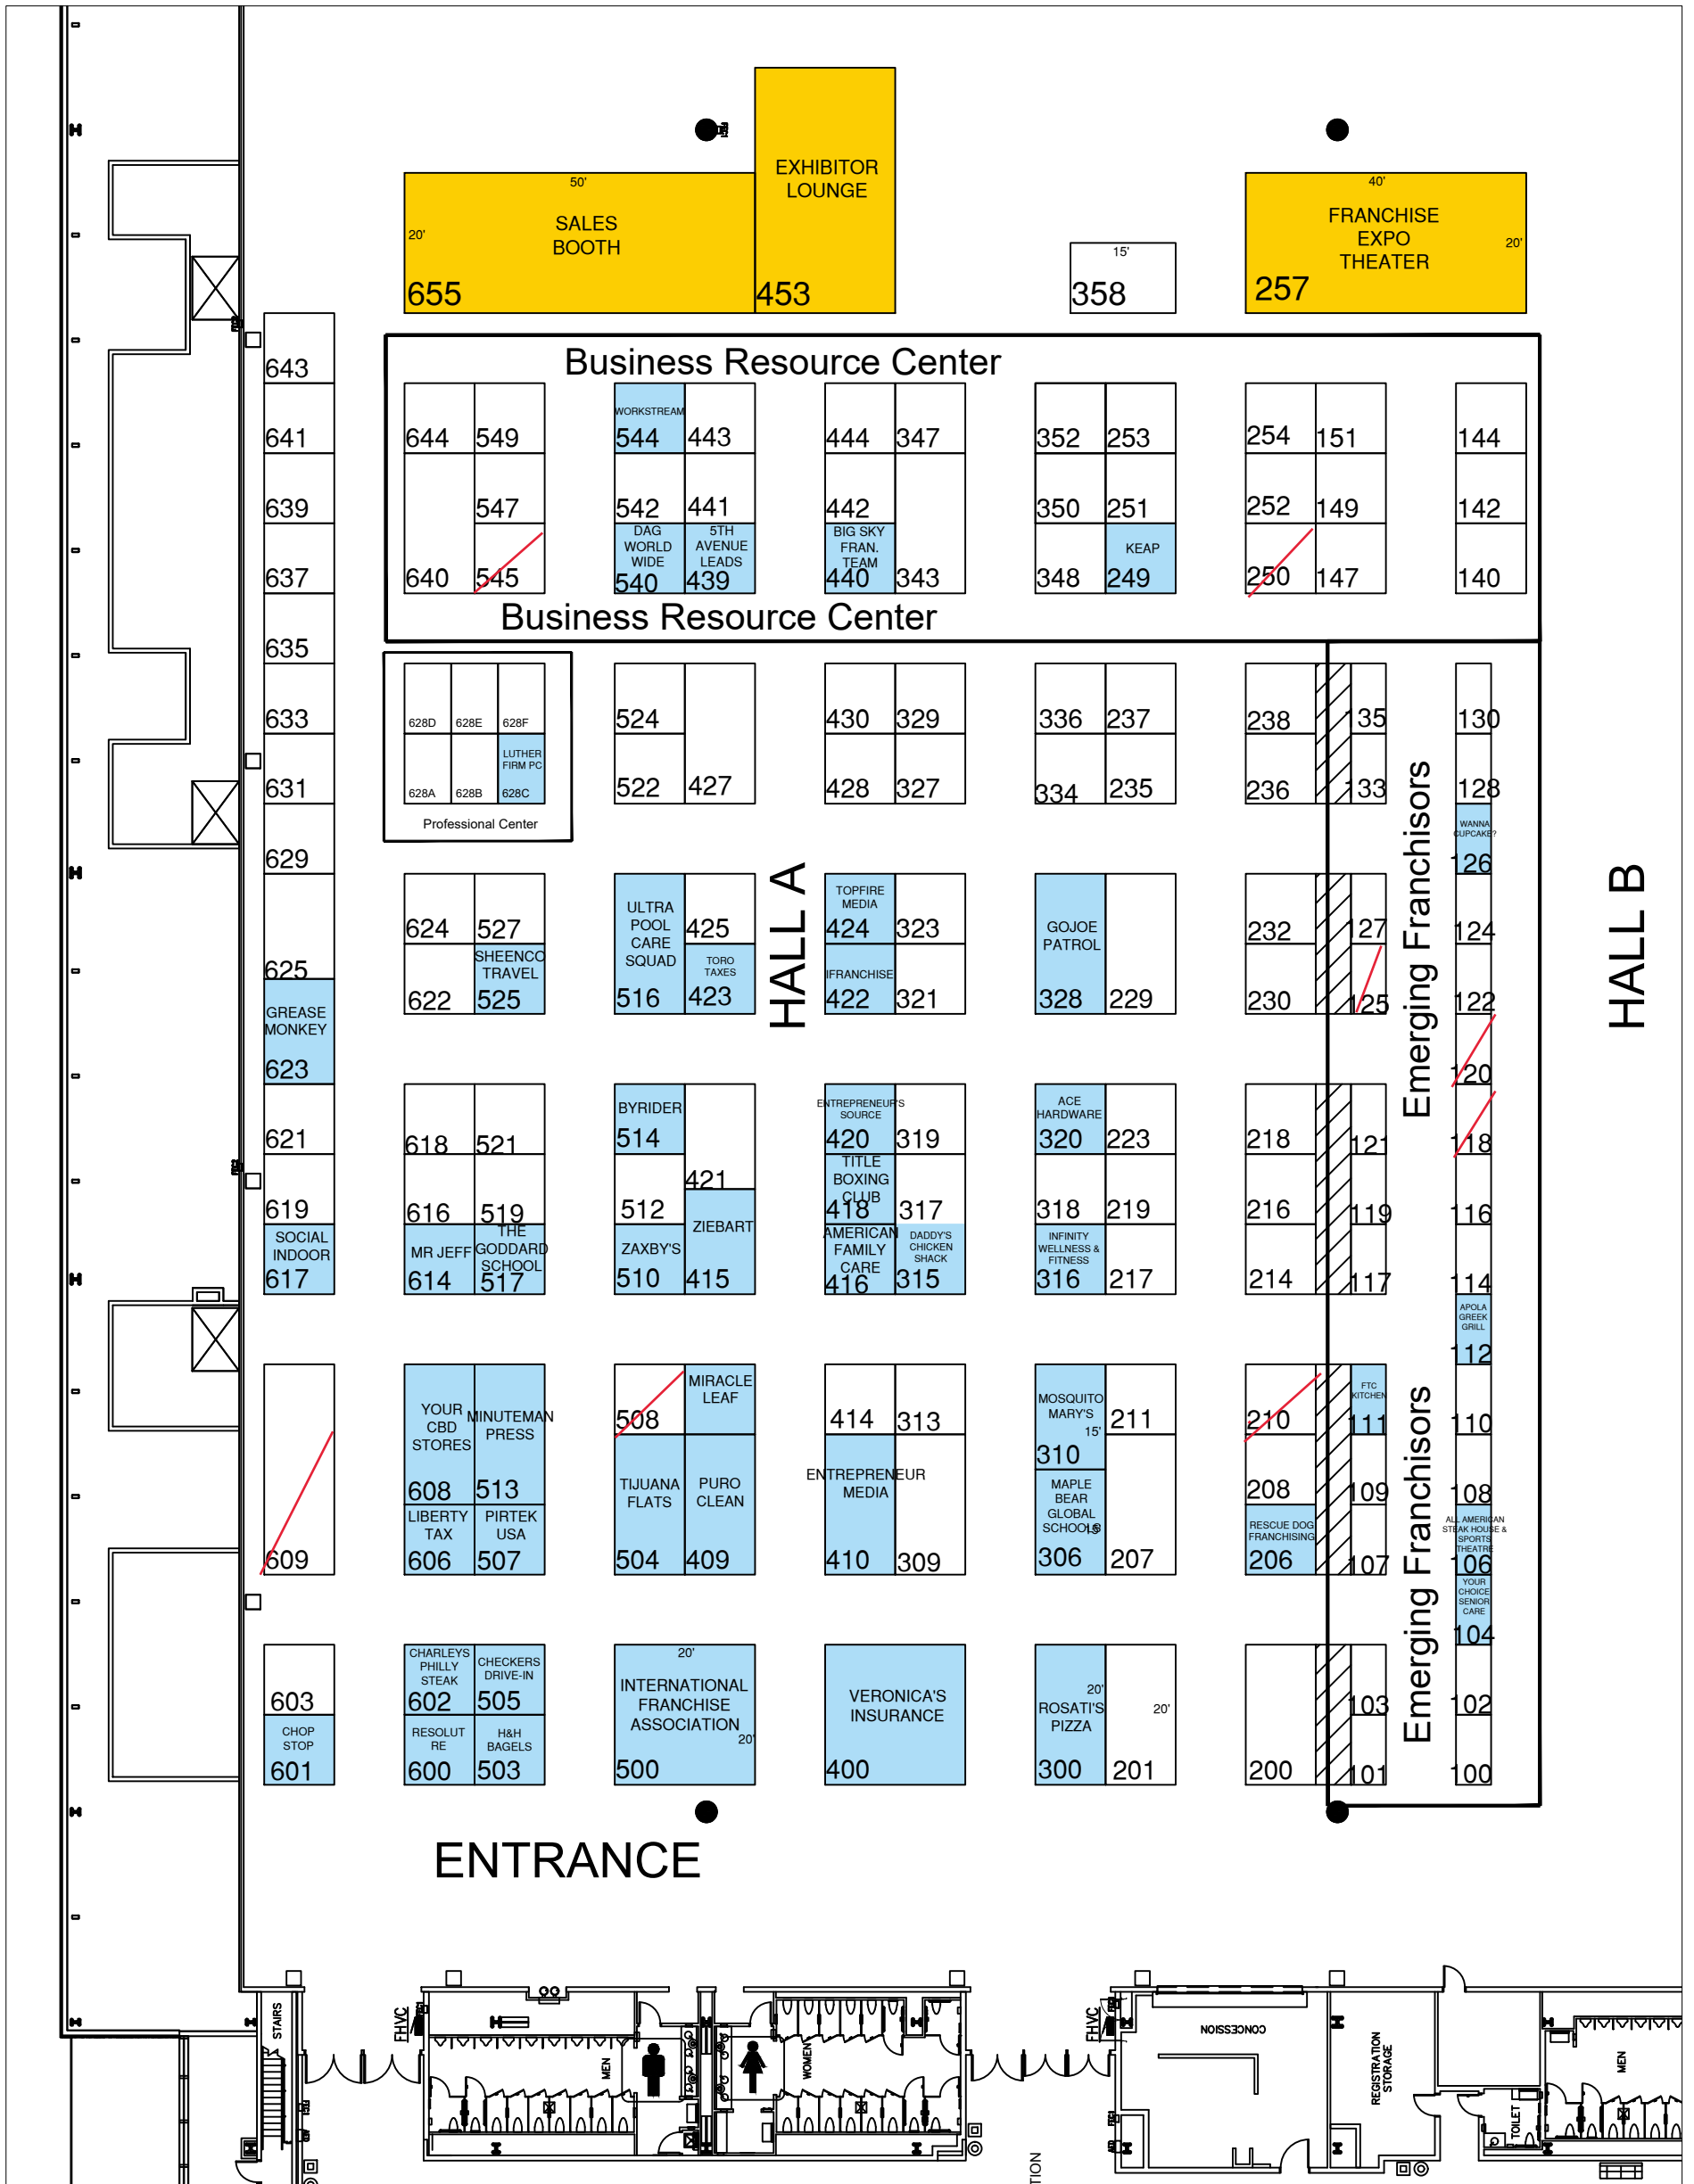 EXHIBITOR
LOUNGE
453
50'
20'
SALES
BOOTH
655
15'
358
40'
20'
FRANCHISE
EXPO
THEATER
257
643
641
639
637
635
633
631
629
625
GREASE
MONKEY
623
621
619
SOCIAL
INDOOR
617
609
603
CHOP
STOP
601
Business Resource Center
644 549
547
640 545
WORKSTREAM
544 443
542 441
DAG
WORLD
WIDE
540
5TH
AVENUE
LEADS
439
444 347
442
BIG SKY
FRAN.
TEAM
440 343
352 253
350 251
KEAP
348 249
254 151
252 149
250 147
144
142
140
Business Resource Center
628D 628E 628F
LUTHER
FIRM PC
628A 628B 628C
Professional Center
524
522 427
430 329
428 327
336 237
334 235
238 135
236 133
130
128
WANNA
CUPCAKE?
126
624 527
SHEENCO
TRAVEL
622 525
ULTRA
POOL
CARE
SQUAD
516
425
TORO
TAXES
423
HALL A
TOPFIRE
MEDIA
424 323
IFRANCHISE
422 321
GOJOE
PATROL
328 229
232 127
230 125
Emerging Franchisors
124
122
120
118
HALL B
618 521
616 519
MR JEFF
614
THE
GODDARD
SCHOOL
517
BYRIDER
514
421
512
ZIEBART
ZAXBY'S
510 415
ENTREPRENEUR'S
SOURCE
420 319
TITLE
BOXING
CLUB
418 317
AMERICAN
FAMILY
CARE
416
DADDY'S
CHICKEN
SHACK
315
ACE
HARDWARE
320 223
318 219
INFINITY
WELLNESS &
FITNESS
316 217
218 121
216 119
214 117
116
114
APOLA
GREEK
GRILL
112
YOUR
CBD
STORES
608
MINUTEMAN
PRESS
513
LIBERTY
TAX
606
PIRTEK
USA
507
508
MIRACLE
LEAF
TIJUANA
FLATS
504
PURO
CLEAN
409
414 313
ENTREPRENEUR
MEDIA
410 309
MOSQUITO
MARY'S
15'
310
211
MAPLE
BEAR
GLOBAL
SCHOOLS
15'
306 207
210
FTC
KITCHEN
111
208 109
RESCUE DOG
FRANCHISING
206 107
Emerging Franchisors
110
108
ALL AMERICAN
STEAK HOUSE &
SPORTS
THEATRE
106
YOUR
CHOICE
SENIOR
CARE
104
CHARLEYS
PHILLY
STEAK
602
CHECKERS
DRIVE-IN
505
RESOLUT
RE
600
H&H
BAGELS
503
20'
INTERNATIONAL
FRANCHISE
ASSOCIATION
20'
500
VERONICA'S
INSURANCE
400
20'
ROSATI'S
PIZZA
300
20'
201
200
103
101
102
100
ENTRANCE
STAIRS
FHVC
MEN
WOMEN
FHVC
CONCESSION
REGISTRATION
STORAGE
TOILET
MEN